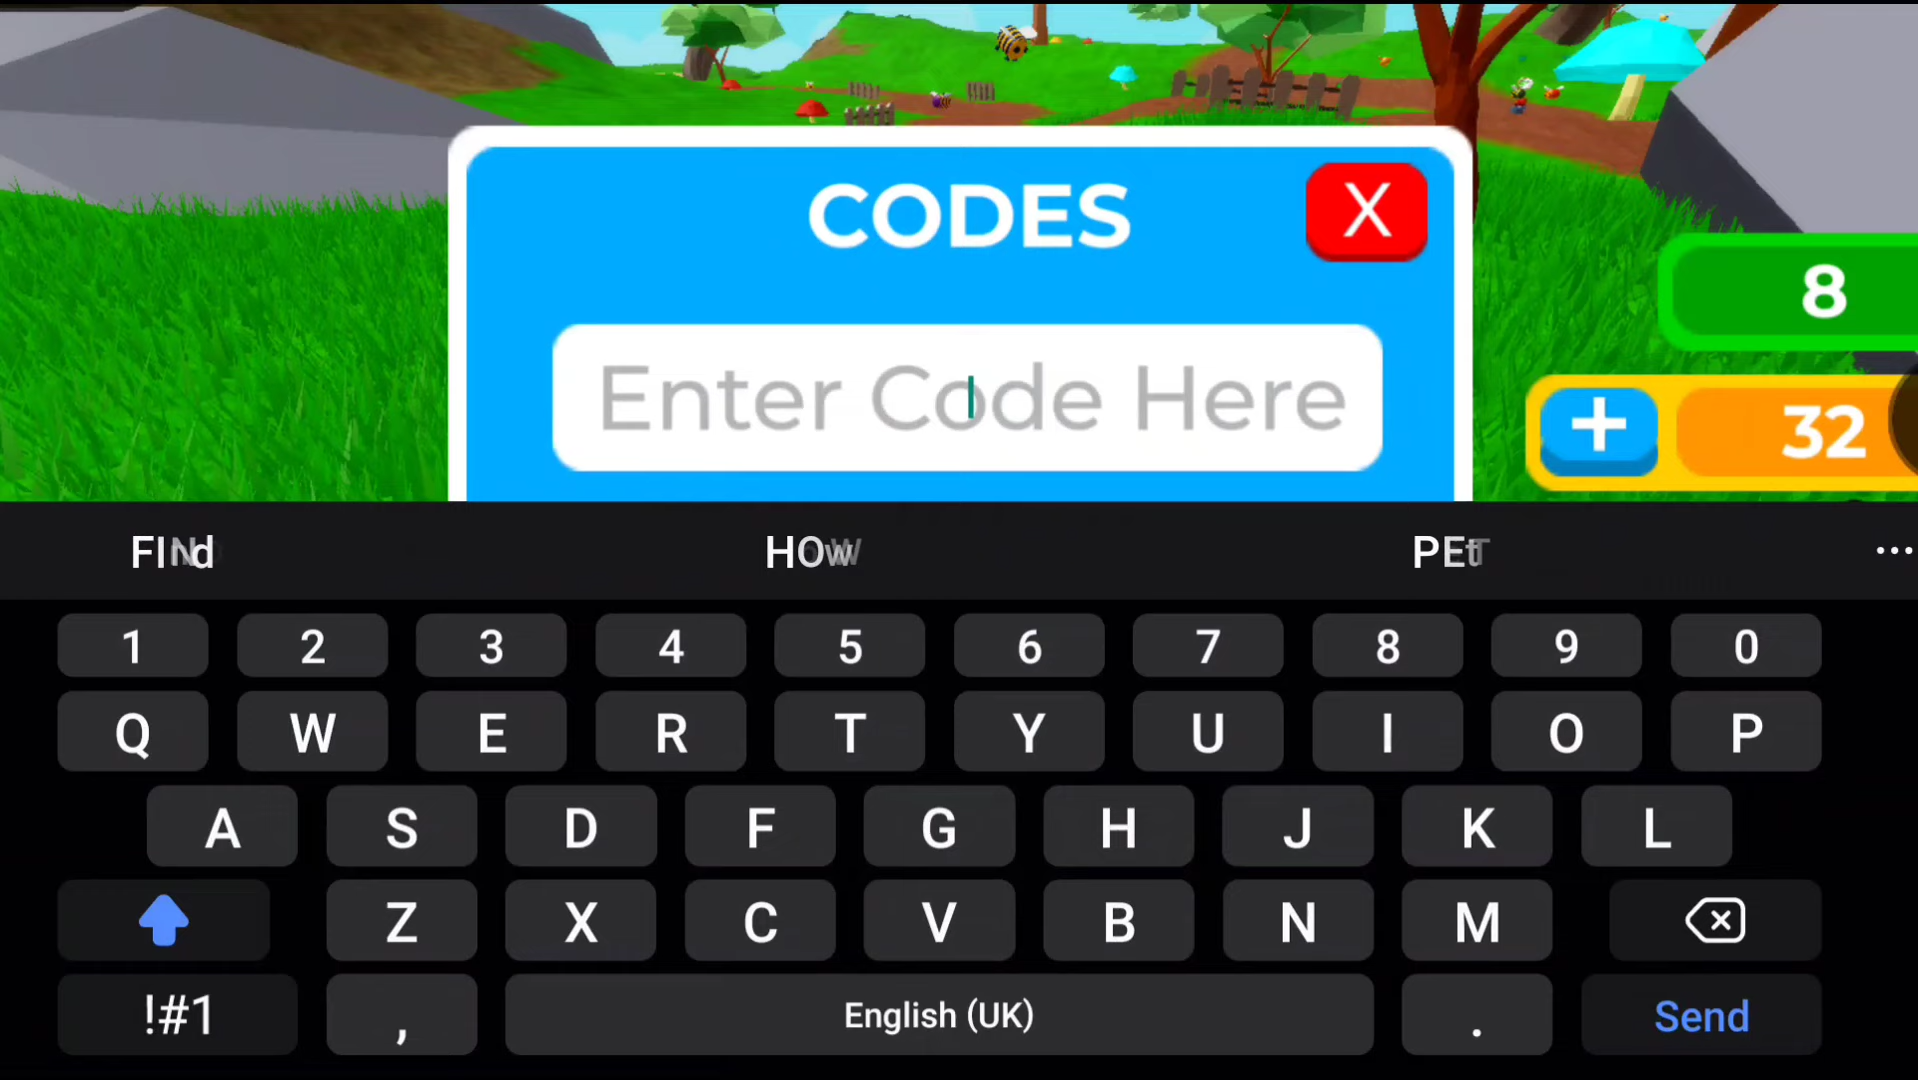 CODES
X
Enter Code Here
8
+ 32
FINd HOw PEt ...
1 2 3 4 5 6 7 8 9 0
Q W E R T Y U I O P
A S D F G H J K L
Z X C V B N M
!#1 , English (UK) . Send